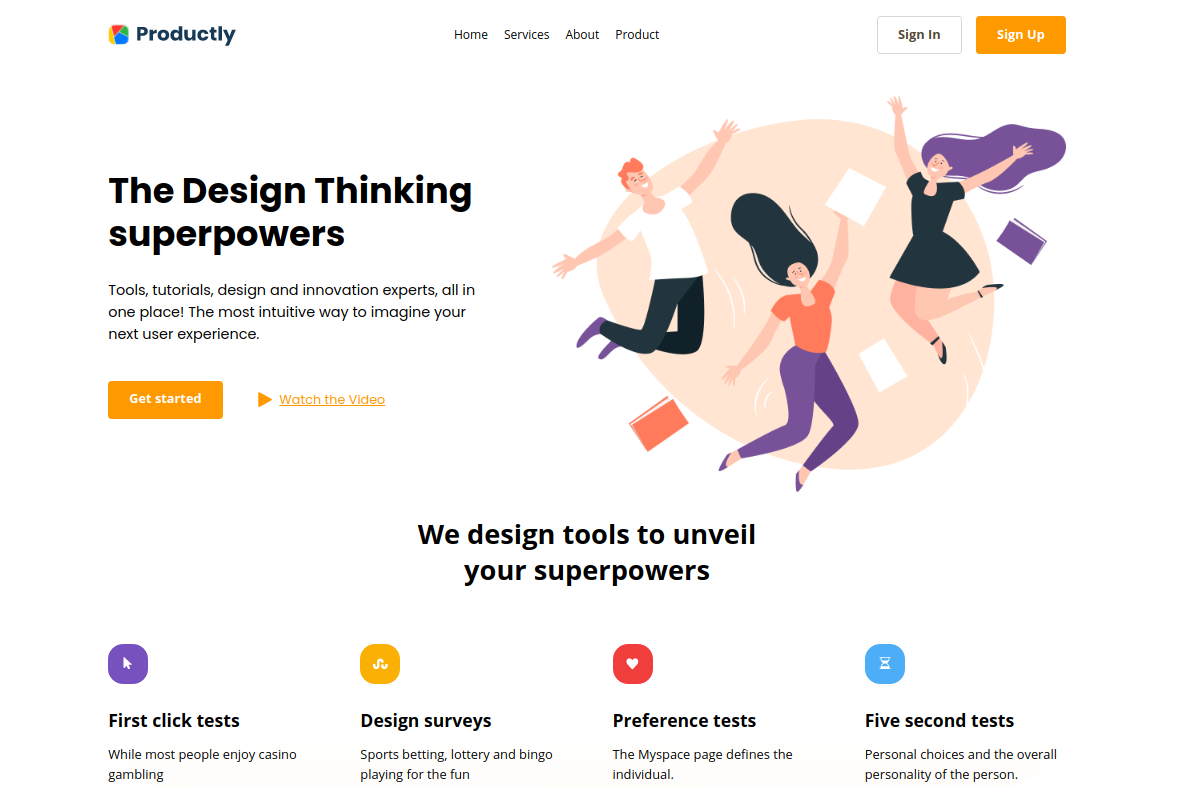 Productly
Home Services About Product
Sign In
Sign Up
The Design Thinking
superpowers
Tools, tutorials, design and innovation experts, all in
one place! The most intuitive way to imagine your
next user experience.
Get started
Watch the Video
We design tools to unveil
your superpowers
First click tests
While most people enjoy casino
gambling
Design surveys
Sports betting, lottery and bingo
playing for the fun
Preference tests
The Myspace page defines the
individual.
Five second tests
Personal choices and the overall
personality of the person.